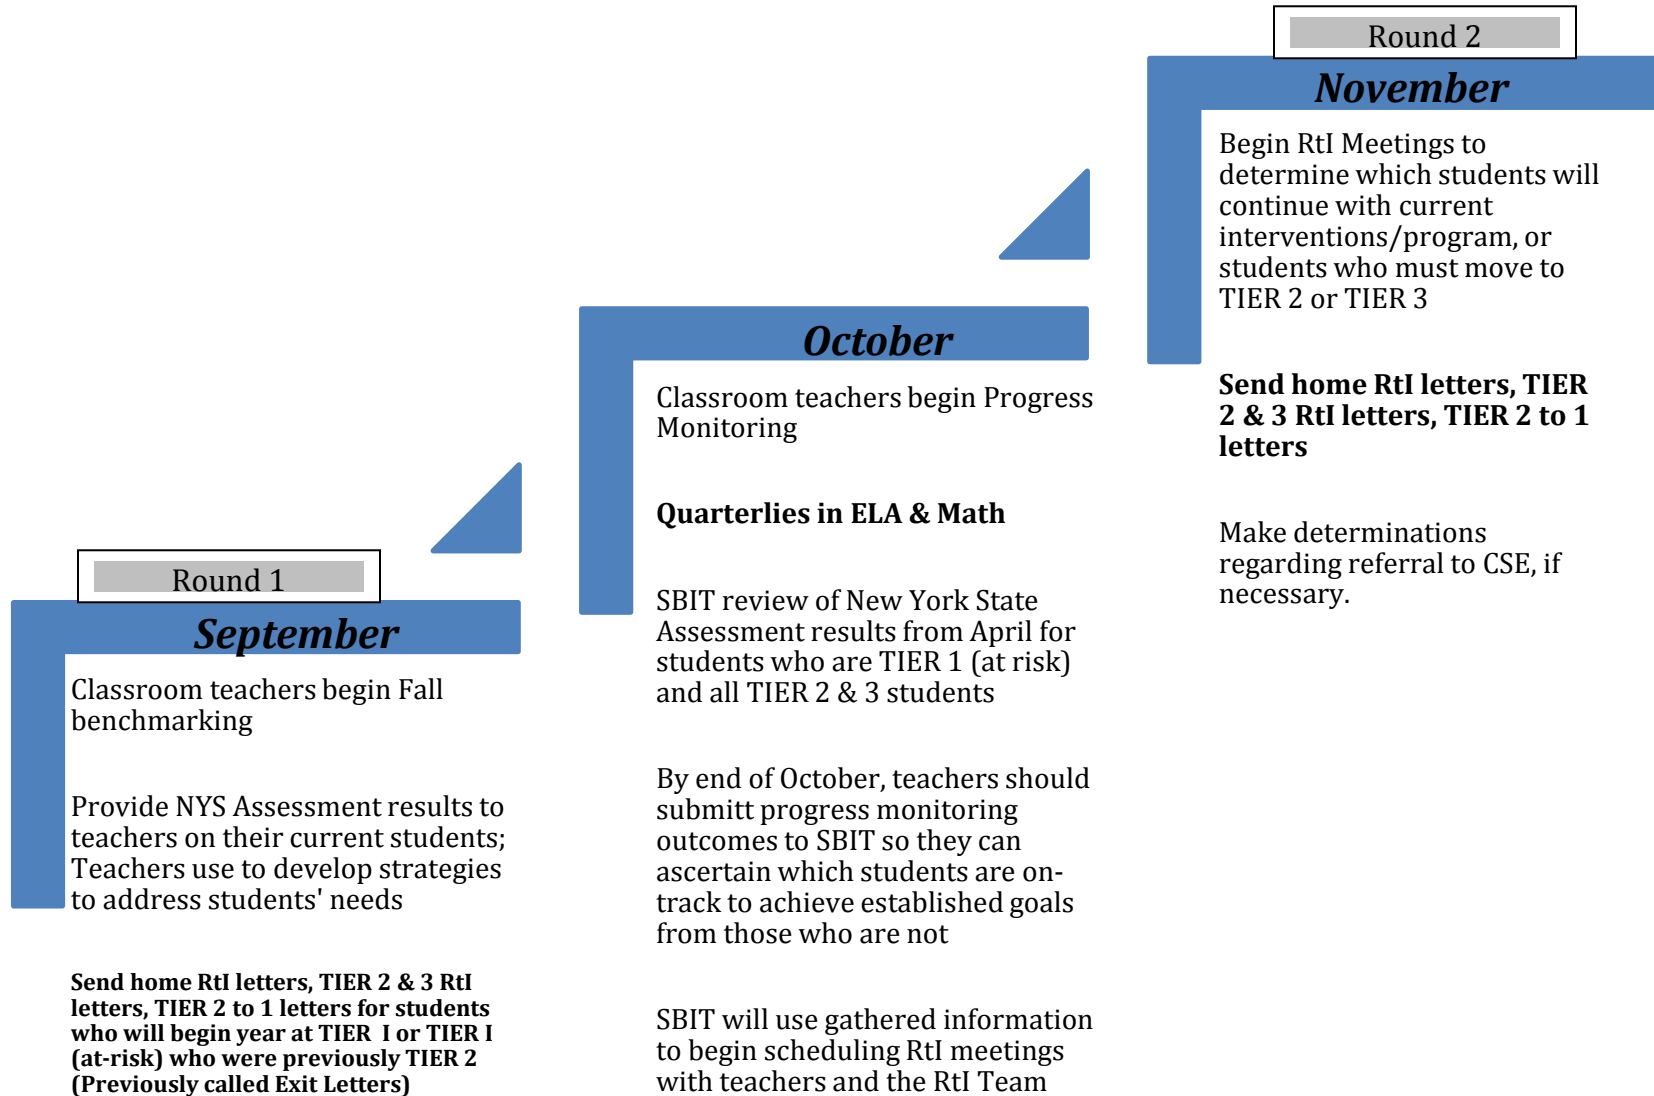 Round 1
September
Classroom teachers begin Fall
benchmarking
Provide NYS Assessment results to
teachers on their current students;
Teachers use to develop strategies
to address students' needs
Send home RtI letters, TIER 2 & 3 RtI
letters, TIER 2 to 1 letters for students
who will begin year at TIER  I or TIER I
(at-risk) who were previously TIER 2
(Previously called Exit Letters)
October
Classroom teachers begin Progress
Monitoring
Quarterlies in ELA & Math
SBIT review of New York State
Assessment results from April for
students who are TIER 1 (at risk)
and all TIER 2 & 3 students
By end of October, teachers should
submitt progress monitoring
outcomes to SBIT so they can
ascertain which students are on-
track to achieve established goals
from those who are not
SBIT will use gathered information
to begin scheduling RtI meetings
with teachers and the RtI Team
Round 2
November
Begin RtI Meetings to
determine which students will
continue with current
interventions/program, or
students who must move to
TIER 2 or TIER 3
Send home RtI letters, TIER
2 & 3 RtI letters, TIER 2 to 1
letters
Make determinations
regarding referral to CSE, if
necessary.